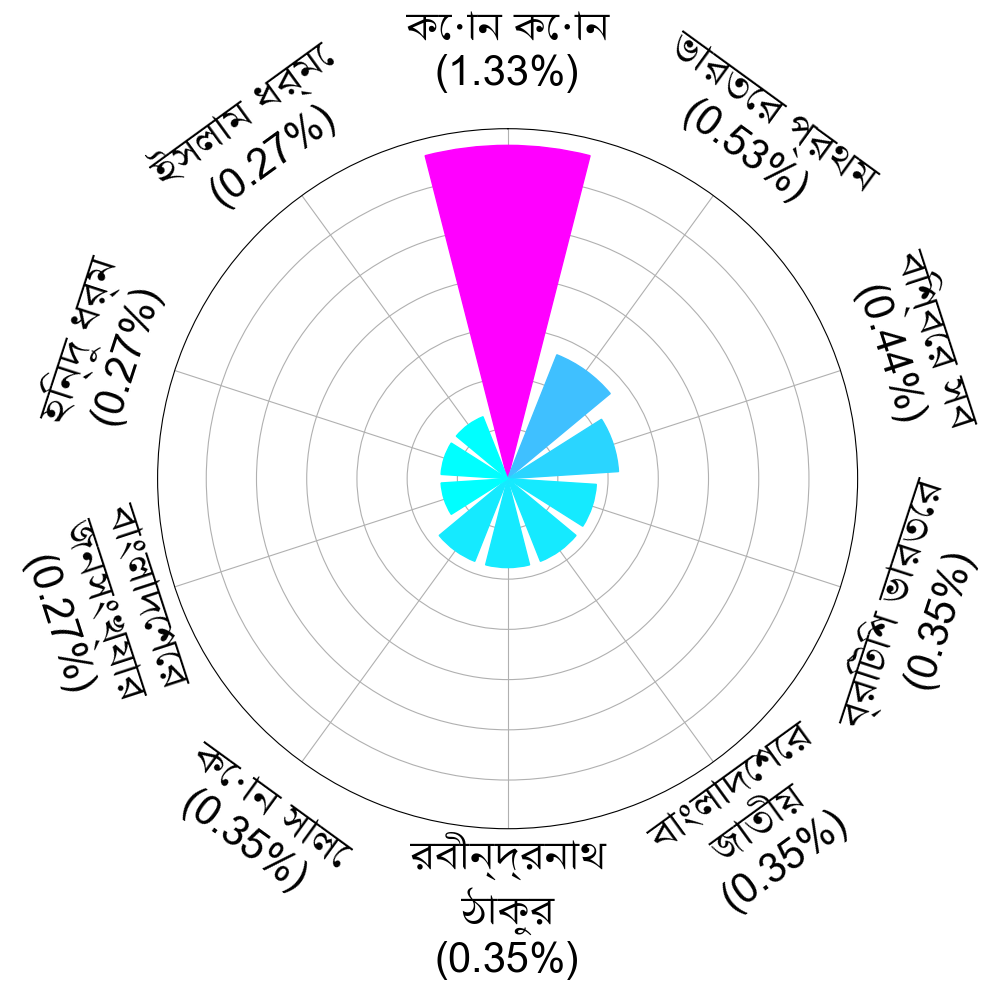 কোন কোন
(1.33%)
ভারতের প্রথম
(0.53%)
বিশ্বের সব
(0.44%)
ব্রিটিশ ভারতের
(0.35%)
বাংলাদেশের
জাতীয়
(0.35%)
রবীন্দ্রনাথ
ঠাকুর
(0.35%)
কোন সালে
(0.35%)
বাংলাদেশের
জনসংখ্যার
(0.27%)
হিন্দু ধর্ম
(0.27%)
ইসলাম ধর্মে
(0.27%)